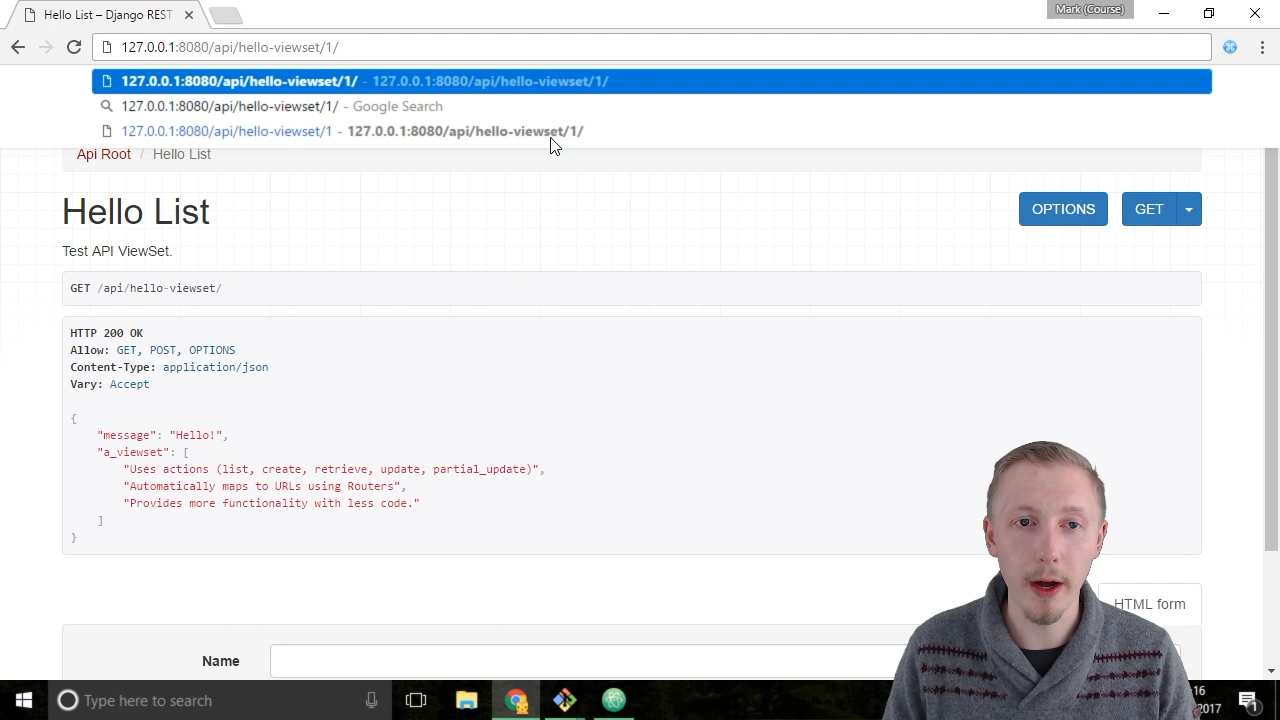 Hello List – Django REST
Mark (Course)
127.0.0.1:8080/api/hello-viewset/1/
127.0.0.1:8080/api/hello-viewset/1/ - 127.0.0.1:8080/api/hello-viewset/1/
127.0.0.1:8080/api/hello-viewset/1/ - Google Search
127.0.0.1:8080/api/hello-viewset/1 - 127.0.0.1:8080/api/hello-viewset/1/
Api Root / Hello List
Hello List
OPTIONS
GET
Test API ViewSet.
GET /api/hello-viewset/
HTTP 200 OK
Allow: GET, POST, OPTIONS
Content-Type: application/json
Vary: Accept
{
"message": "Hello!",
"a_viewset": [
"Uses actions (list, create, retrieve, update, partial_update)",
"Automatically maps to URLs using Routers",
"Provides more functionality with less code."
]
}
HTML form
Name
Type here to search
16
2017
1